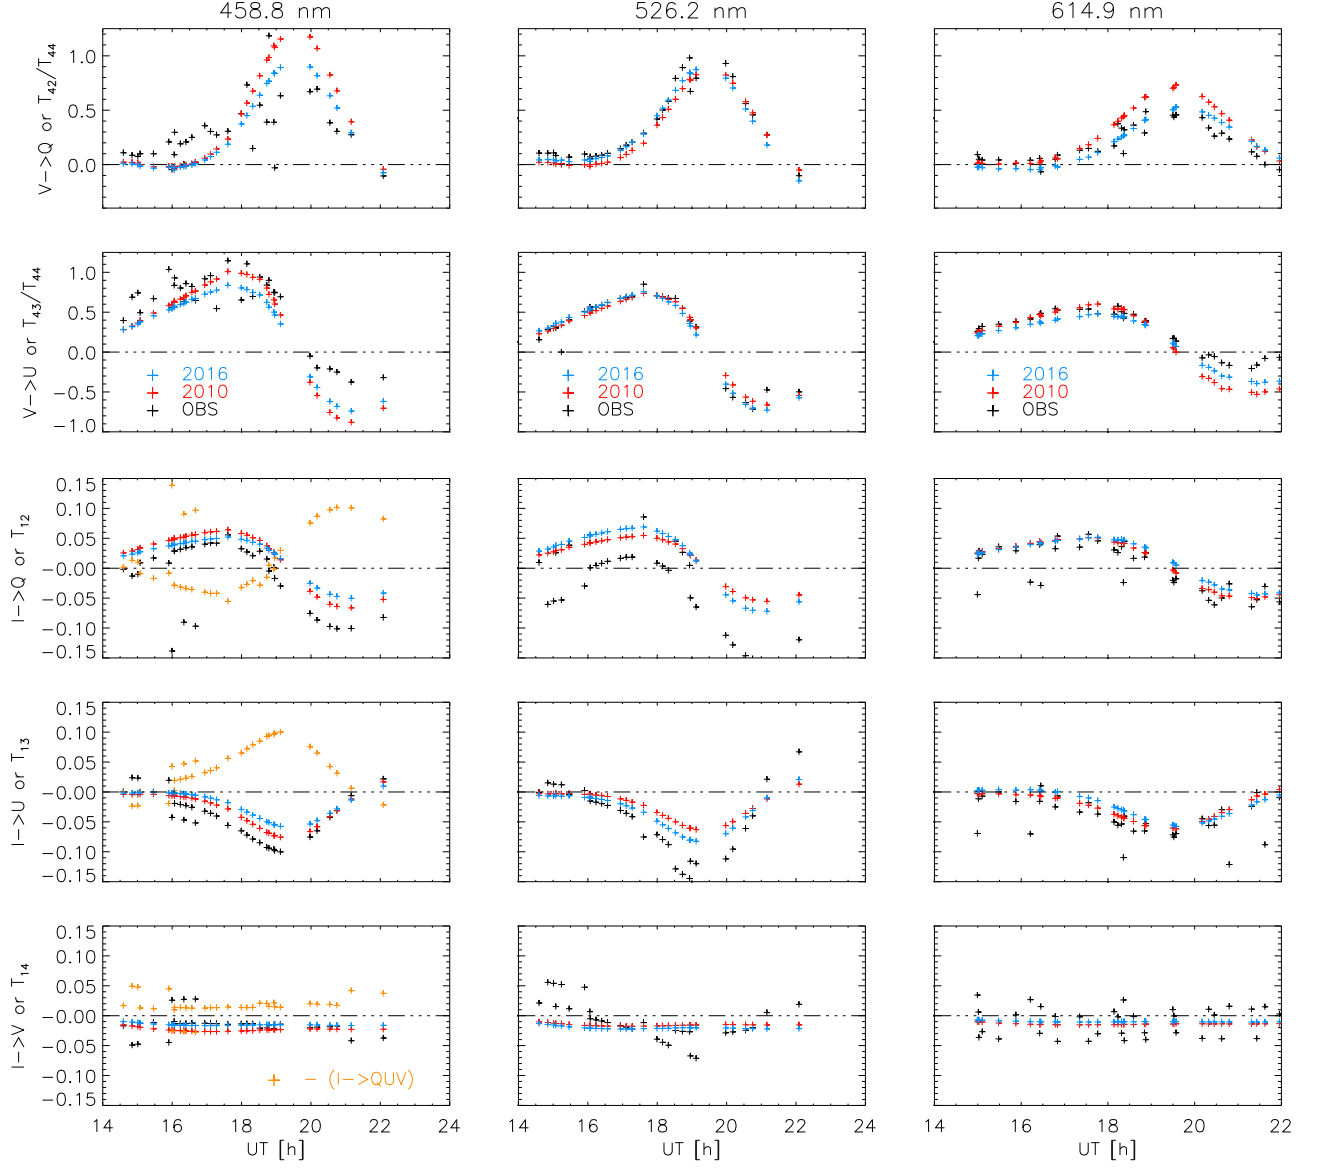 458.8 nm 526.2 nm 614.9 nm
V->Q or T42/T44
1.0
0.5
0.0
V->U or T43/T44
1.0
0.5
0.0
-0.5
-1.0
2016 2016 2016
2010 2010 2010
OBS OBS OBS
I->Q or T12
0.15
0.10
0.05
-0.00
-0.05
-0.10
-0.15
I->U or T13
0.15
0.10
0.05
-0.00
-0.05
-0.10
-0.15
I->V or T14
0.15
0.10
0.05
-0.00
-0.05
-0.10
-0.15
- (I->QUV)
14 16 18 20 22 24 14 16 18 20 22 24 14 16 18 20 22
UT [h] UT [h] UT [h]